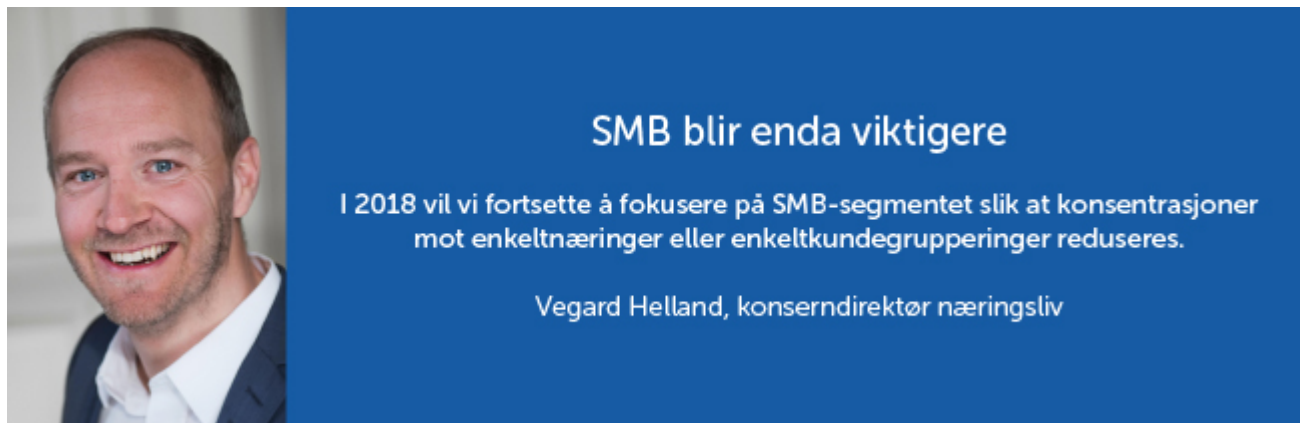 SMB blir enda viktigere
I 2018 vil vi fortsette å fokusere på SMB-segmentet slik at konsentrasjoner
mot enkeltnæringer eller enkeltkundegrupperinger reduseres.
Vegard Helland, konserndirektør næringsliv